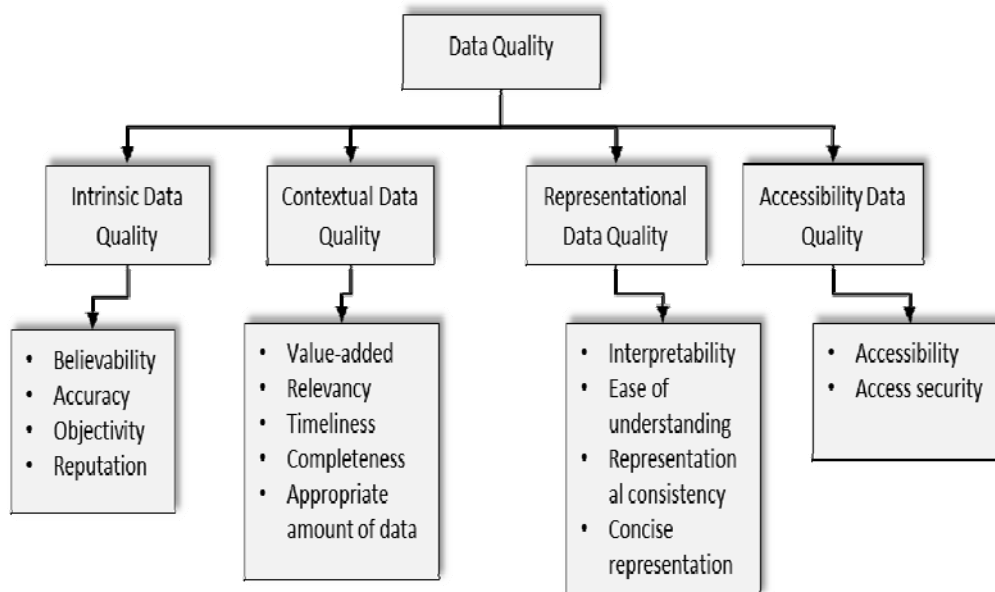 Data Quality
Intrinsic Data
Quality
Contextual Data
Quality
Representational
Data Quality
Accessibility Data
Quality
• Believability
• Accuracy
• Objectivity
• Reputation
• Value-added
• Relevancy
• Timeliness
• Completeness
• Appropriate
amount of data
• Interpretability
• Ease of
understanding
• Representation
al consistency
• Concise
representation
• Accessibility
• Access security